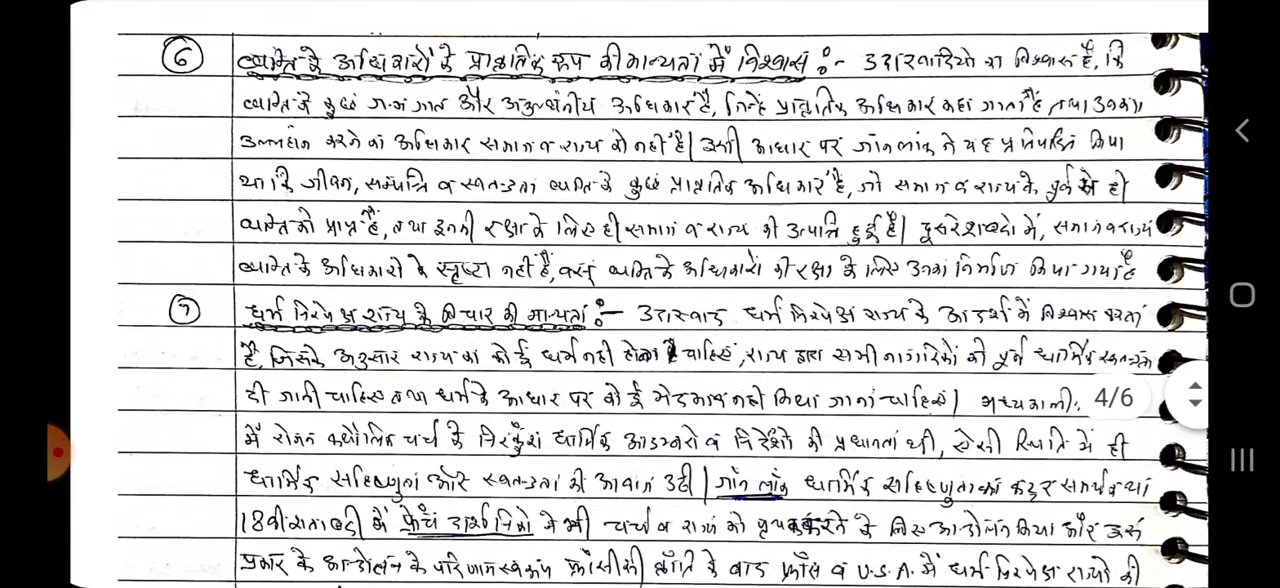 ⑥ व्यक्ति के अधिकारों के प्राकृतिक रूप की मान्यता में विश्वास :- उदारवादियो का विश्वास है, कि
व्यक्ति के कुछ जन्मजात और अनुल्लंघनीय अधिकार है, जिन्हे प्राकृतिक अधिकार कहा जाता है तथा उनका
उल्लंघन करने का अधिकार समाज व राज्य को नहीं है। इसी आधार पर जॉन लॉक ने यह प्रतिपादित किया
था कि जीवन, सम्पत्ति व स्वतन्त्रता व्यक्ति के कुछ प्राकृतिक अधिकार है, जो समाज व राज्य के पूर्व से ही
व्यक्ति को प्राप्त है, तथा इनकी रक्षा के लिए ही समाज व राज्य की उत्पत्ति हुई है। दूसरे शब्दो में, समाज व राज्य
व्यक्ति के अधिकारो के स्रष्टा नहीं है, वरन् व्यक्ति के अधिकारों की रक्षा के लिए उनका निर्माण किया गया है
⑦ धर्म निरपेक्ष राज्य के विचार की मान्यता :- उदारवाद धर्म निरपेक्ष राज्य के आदर्श में विश्वास करता
है, जिसके अनुसार राज्य का कोई धर्म नही होना चाहिए, राज्य द्वारा सभी नागरिकों को पूर्ण धार्मिक स्वतन्त्रता
दी जानी चाहिए तथा धर्म के आधार पर कोई भेदभाव नही किया जाना चाहिए। मध्यकाली 4/6
में रोमन कैथौलिक चर्च के निरंकुश धार्मिक आडम्बरो व निर्देशो की प्रधानता थी, ऐसी स्थिति में ही
धार्मिक सहिष्णुता और स्वतन्त्रता की आवाज उठी। जॉन लॉक धार्मिक सहिष्णुता का कट्टर समर्थक था
18वी शताब्दी में फ्रेंच दार्शनिको ने भी चर्च व राज्य को पृथक करने के लिए आन्दोलन किया और इस
प्रकार के आन्दोलन के परिणामस्वरूप फ्रांसीसी क्रांति के बाद फ्रांस व U.S.A. में धर्म निरपेक्ष राज्यो की